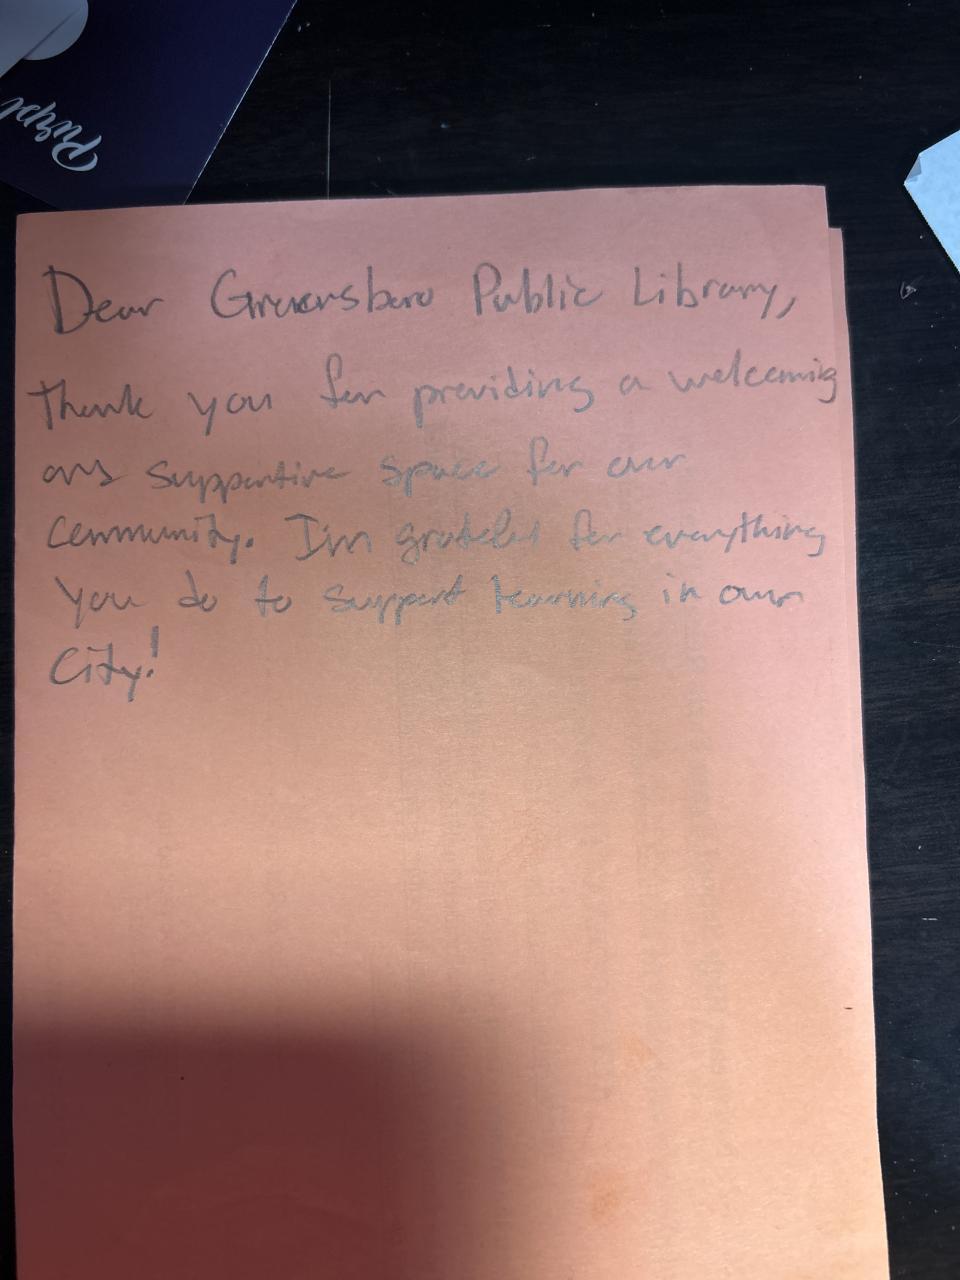 Dear Greensboro Public Library,
thank you for providing a welcoming
and supportive space for our
community. I'm grateful for everything
you do to support learning in our
city!